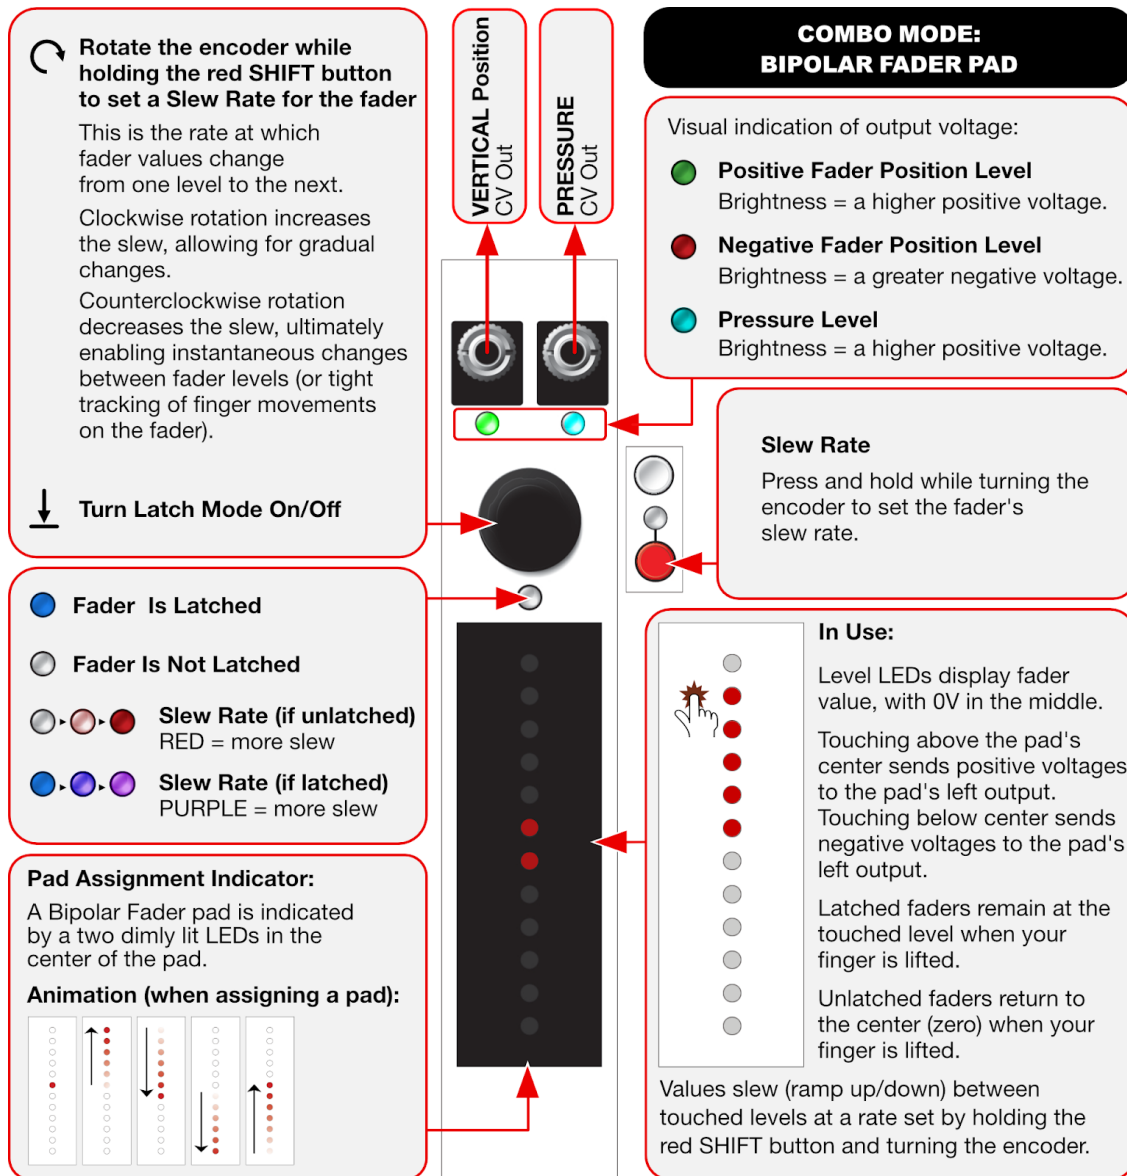 Rotate the encoder while
holding the red SHIFT button
to set a Slew Rate for the fader
This is the rate at which
fader values change
from one level to the next.
Clockwise rotation increases
the slew, allowing for gradual
changes.
Counterclockwise rotation
decreases the slew, ultimately
enabling instantaneous changes
between fader levels (or tight
tracking of finger movements
on the fader).
Turn Latch Mode On/Off
VERTICAL Position
CV Out
PRESSURE
CV Out
COMBO MODE:
BIPOLAR FADER PAD
Visual indication of output voltage:
Positive Fader Position Level
Brightness = a higher positive voltage.
Negative Fader Position Level
Brightness = a greater negative voltage.
Pressure Level
Brightness = a higher positive voltage.
Slew Rate
Press and hold while turning the
encoder to set the fader's
slew rate.
Fader Is Latched
Fader Is Not Latched
Slew Rate (if unlatched)
RED = more slew
Slew Rate (if latched)
PURPLE = more slew
Pad Assignment Indicator:
A Bipolar Fader pad is indicated
by a two dimly lit LEDs in the
center of the pad.
Animation (when assigning a pad):
In Use:
Level LEDs display fader
value, with 0V in the middle.
Touching above the pad's
center sends positive voltages
to the pad's left output.
Touching below center sends
negative voltages to the pad's
left output.
Latched faders remain at the
touched level when your
finger is lifted.
Unlatched faders return to
the center (zero) when your
finger is lifted.
Values slew (ramp up/down) between
touched levels at a rate set by holding the
red SHIFT button and turning the encoder.